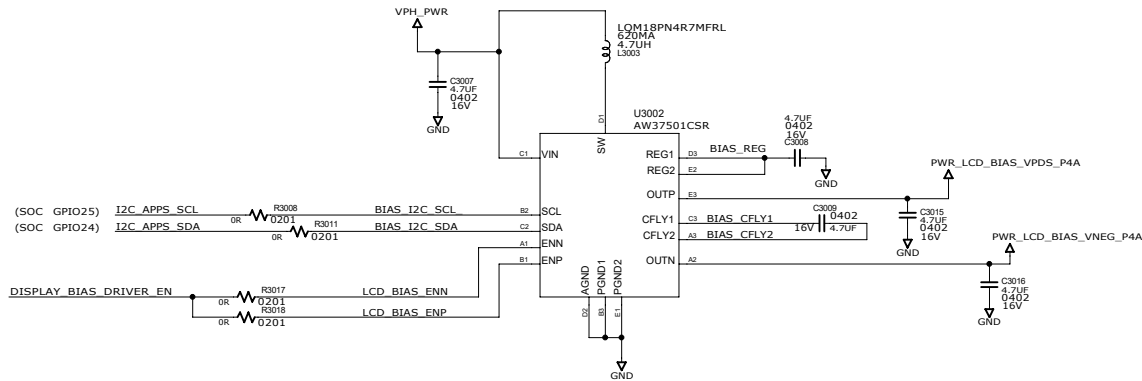 VPH_PWR
LQM18PN4R7MFRL
620MA
4.7UH
L3003
C3007
4.7UF
0402
16V
GND
U3002
AW37501CSR
D1
SW
C1
VIN
REG1
D3
BIAS_REG
4.7UF
0402
16V
C3008
GND
REG2
E2
PWR_LCD_BIAS_VPDS_P4A
OUTP
E3
(SOC GPIO25)
I2C_APPS_SCL
R3008
0R
0201
BIAS_I2C_SCL
B2
SCL
(SOC GPIO24)
I2C_APPS_SDA
R3011
0R
0201
BIAS_I2C_SDA
C2
SDA
CFLY1
C3
BIAS_CFLY1
C3009
0402
16V
4.7UF
CFLY2
A3
BIAS_CFLY2
C3015
4.7UF
0402
16V
GND
A1
ENN
B1
ENP
OUTN
A2
PWR_LCD_BIAS_VNEG_P4A
C3016
4.7UF
0402
16V
GND
DISPLAY_BIAS_DRIVER_EN
R3017
0R
0201
LCD_BIAS_ENN
R3018
0R
0201
LCD_BIAS_ENP
AGND
PGND1
PGND2
D2
B3
E1
GND